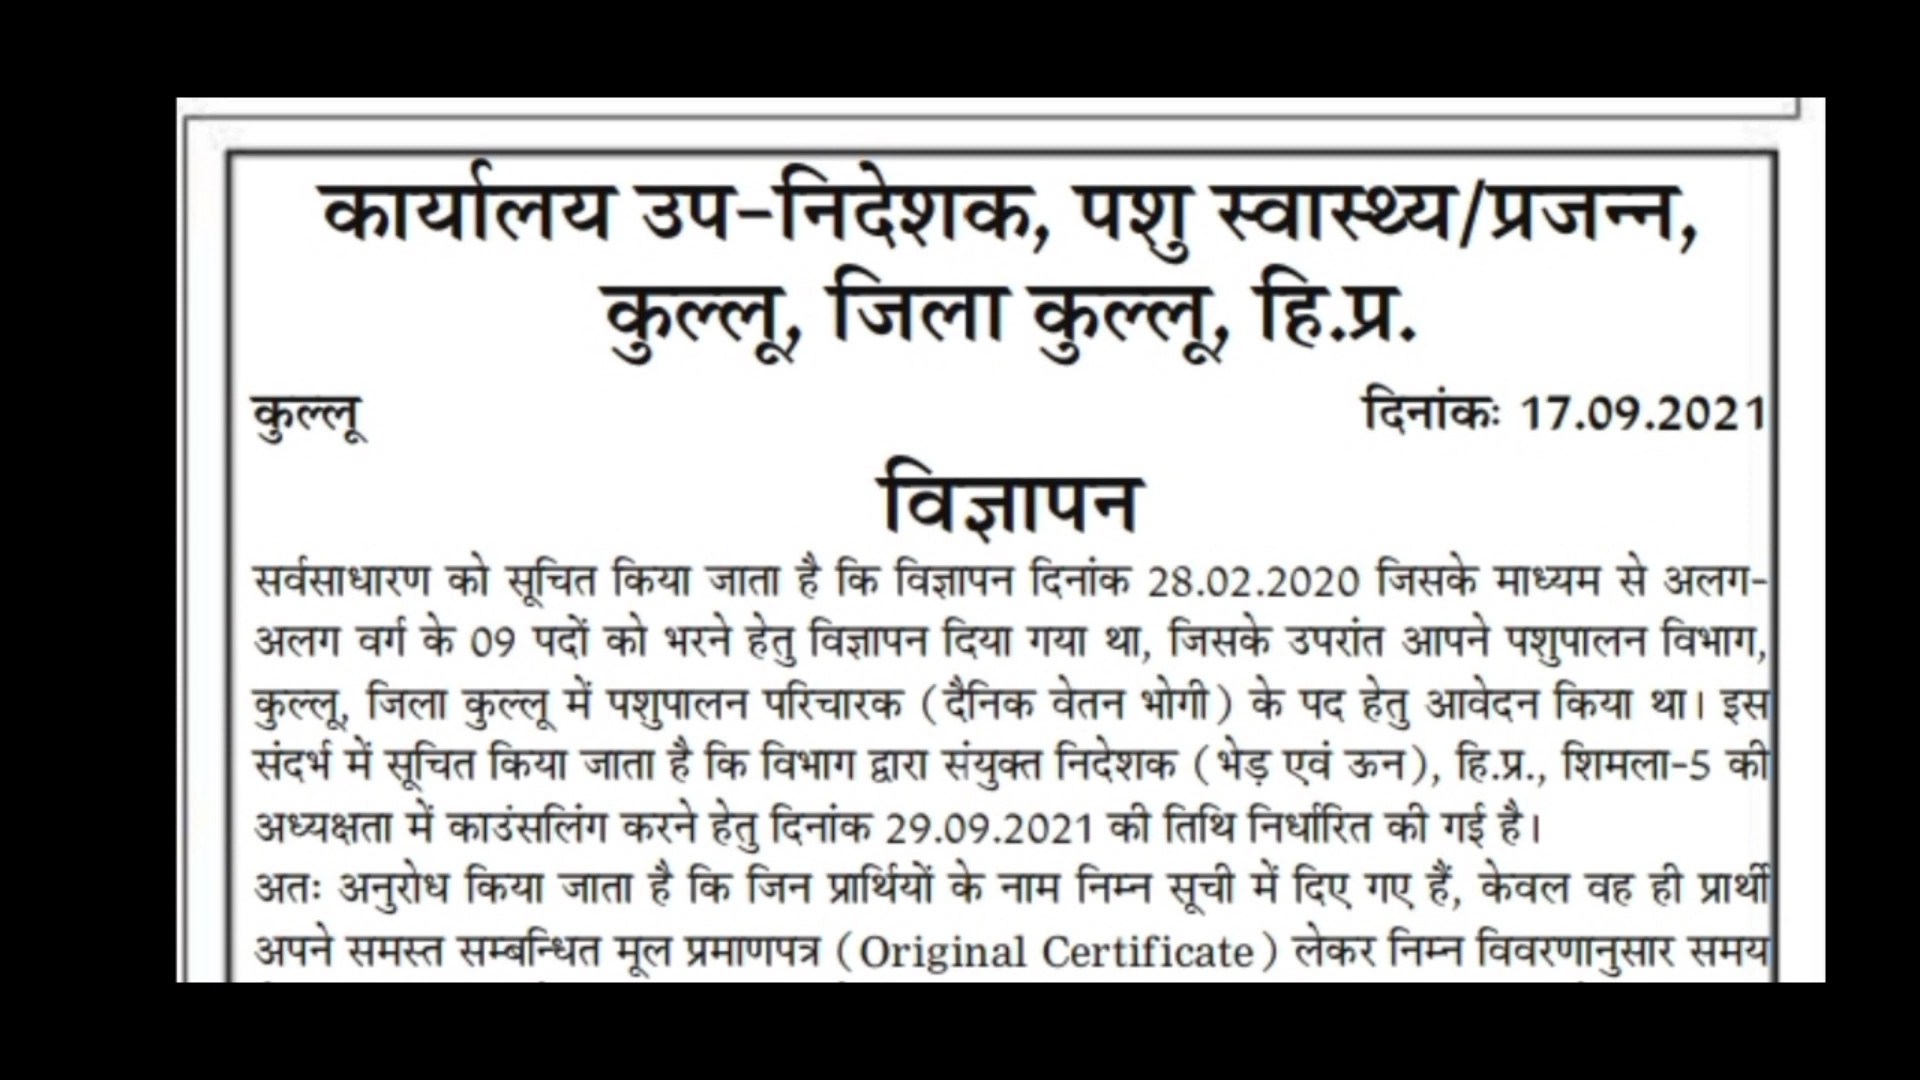 कार्यालय उप-निदेशक, पशु स्वास्थ्य/प्रजन्न,
कुल्लू, जिला कुल्लू, हि.प्र.
कुल्लू दिनांकः 17.09.2021
विज्ञापन
सर्वसाधारण को सूचित किया जाता है कि विज्ञापन दिनांक 28.02.2020 जिसके माध्यम से अलग-
अलग वर्ग के 09 पदों को भरने हेतु विज्ञापन दिया गया था, जिसके उपरांत आपने पशुपालन विभाग,
कुल्लू, जिला कुल्लू में पशुपालन परिचारक (दैनिक वेतन भोगी) के पद हेतु आवेदन किया था। इस
संदर्भ में सूचित किया जाता है कि विभाग द्वारा संयुक्त निदेशक (भेड़ एवं ऊन), हि.प्र., शिमला-5 की
अध्यक्षता में काउंसलिंग करने हेतु दिनांक 29.09.2021 की तिथि निर्धारित की गई है।
अतः अनुरोध किया जाता है कि जिन प्रार्थियों के नाम निम्न सूची में दिए गए हैं, केवल वह ही प्रार्थी
अपने समस्त सम्बन्धित मूल प्रमाणपत्र (Original Certificate) लेकर निम्न विवरणानुसार समय